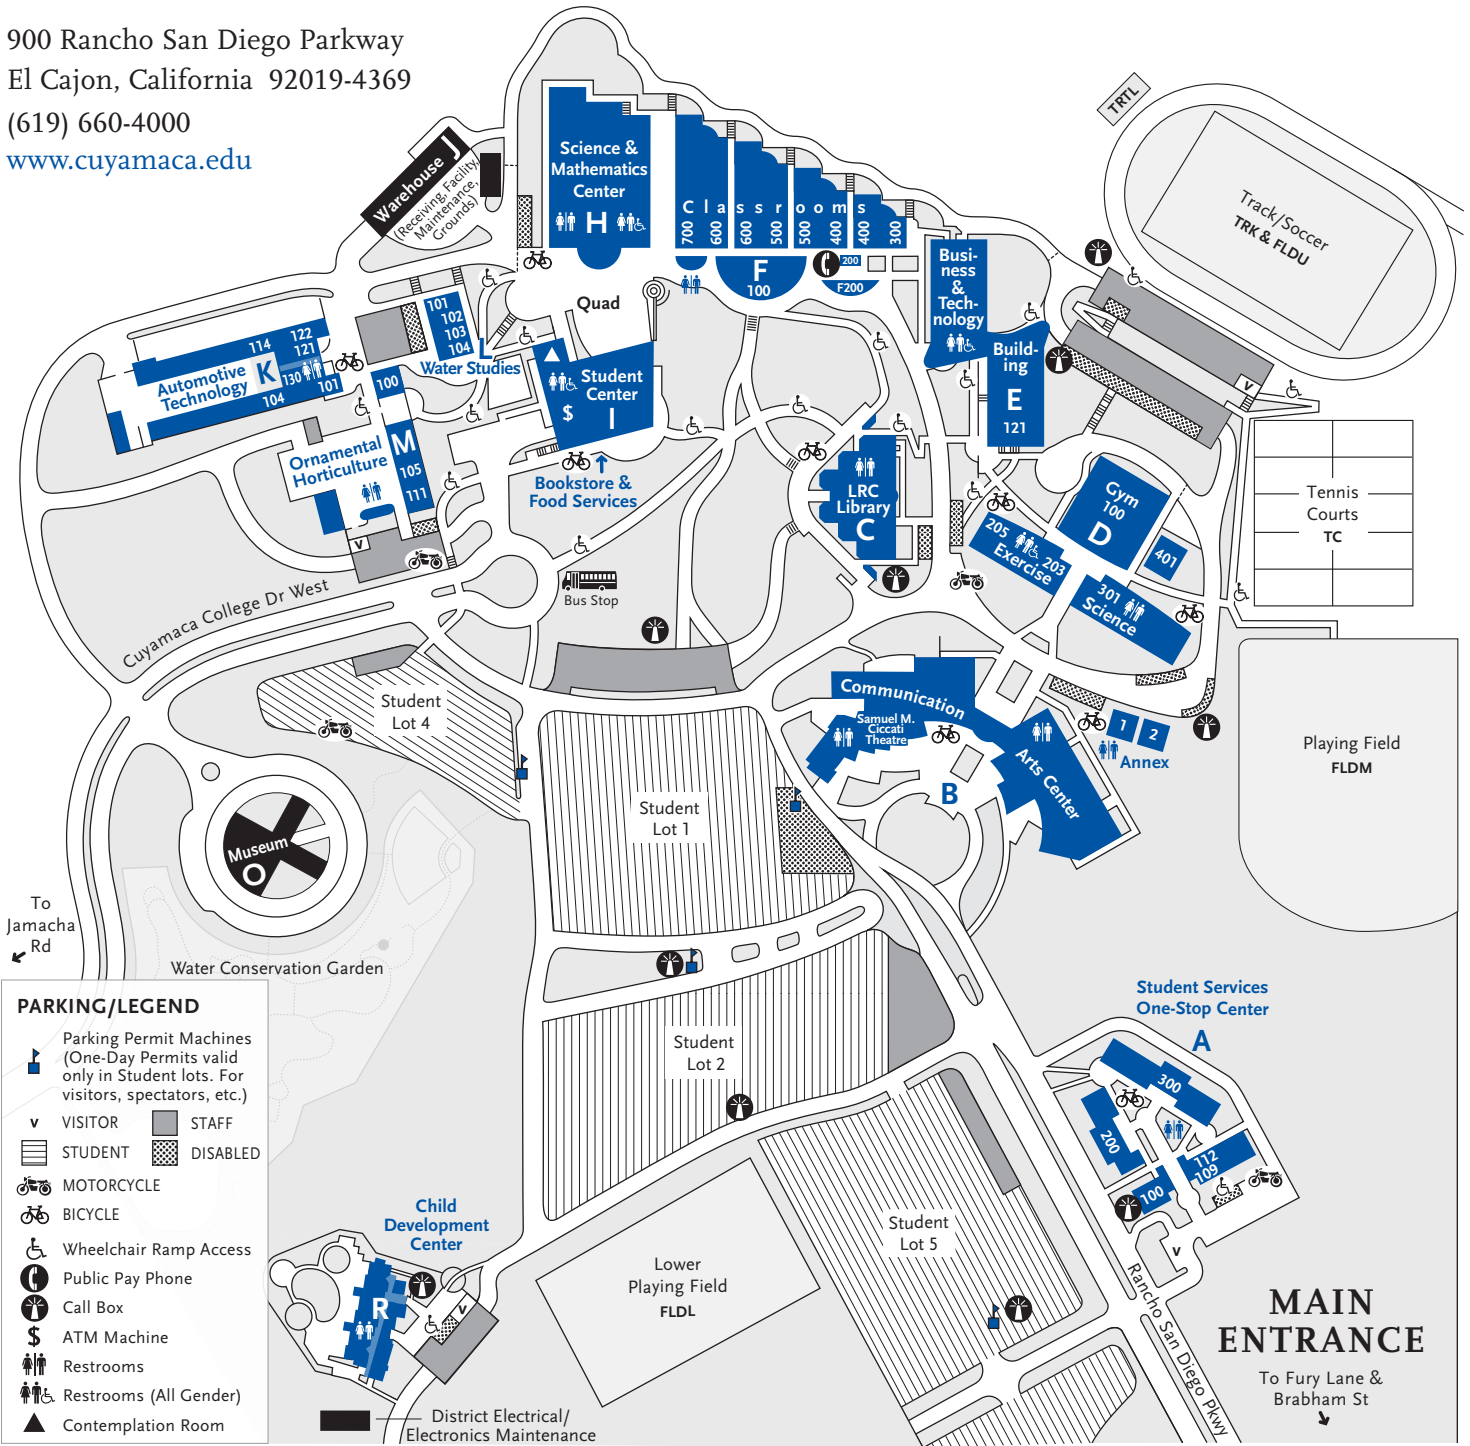 900 Rancho San Diego Parkway
El Cajon, California 92019-4369
(619) 660-4000
www.cuyamaca.edu
TRTL
Track/Soccer
TRK & FLDU
Warehouse J
(Receiving, Facility,
Maintenance,
Grounds)
Science &
Mathematics
Center
H
Classrooms
700
600
600
500
500
400
400
300
F
100
200
F200
Quad
Busi-
ness
&
Tech-
nology
Build-
ing
E
121
101
102
103
104
L
Water Studies
114
122
121
Automotive
Technology
K
130
101
104
100
Student
Center
$
I
Ornamental
Horticulture
M
105
111
V
Bookstore &
Food Services
LRC
Library
C
Gym
100
D
401
205
203
Exercise
301
Science
V
Tennis
Courts
TC
Bus Stop
Cuyamaca College Dr West
Student
Lot 4
Communication
Samuel M.
Ciccati
Theatre
Arts Center
B
1
2
Annex
Playing Field
FLDM
Student
Lot 1
Museum
O
To
Jamacha
Rd
Water Conservation Garden
Student
Lot 2
Student Services
One-Stop Center
A
300
200
112
109
100
V
PARKING/LEGEND
Parking Permit Machines
(One-Day Permits valid
only in Student lots. For
visitors, spectators, etc.)
V VISITOR
STAFF
STUDENT
DISABLED
MOTORCYCLE
BICYCLE
Wheelchair Ramp Access
Public Pay Phone
Call Box
$ ATM Machine
Restrooms
Restrooms (All Gender)
Contemplation Room
Child
Development
Center
R
V
Lower
Playing Field
FLDL
Student
Lot 5
Rancho San Diego Pkwy
MAIN
ENTRANCE
To Fury Lane &
Brabham St
District Electrical/
Electronics Maintenance